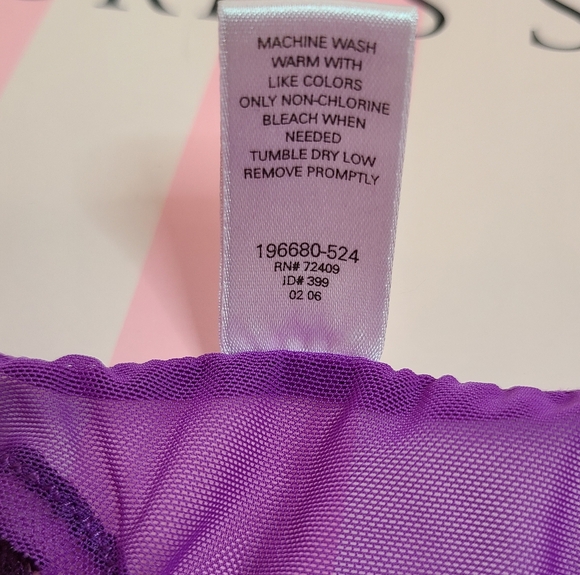 MACHINE WASH
WARM WITH
LIKE COLORS
ONLY NON-CHLORINE
BLEACH WHEN
NEEDED
TUMBLE DRY LOW
REMOVE PROMPTLY
196680-524
RN# 72409
ID# 399
02 06